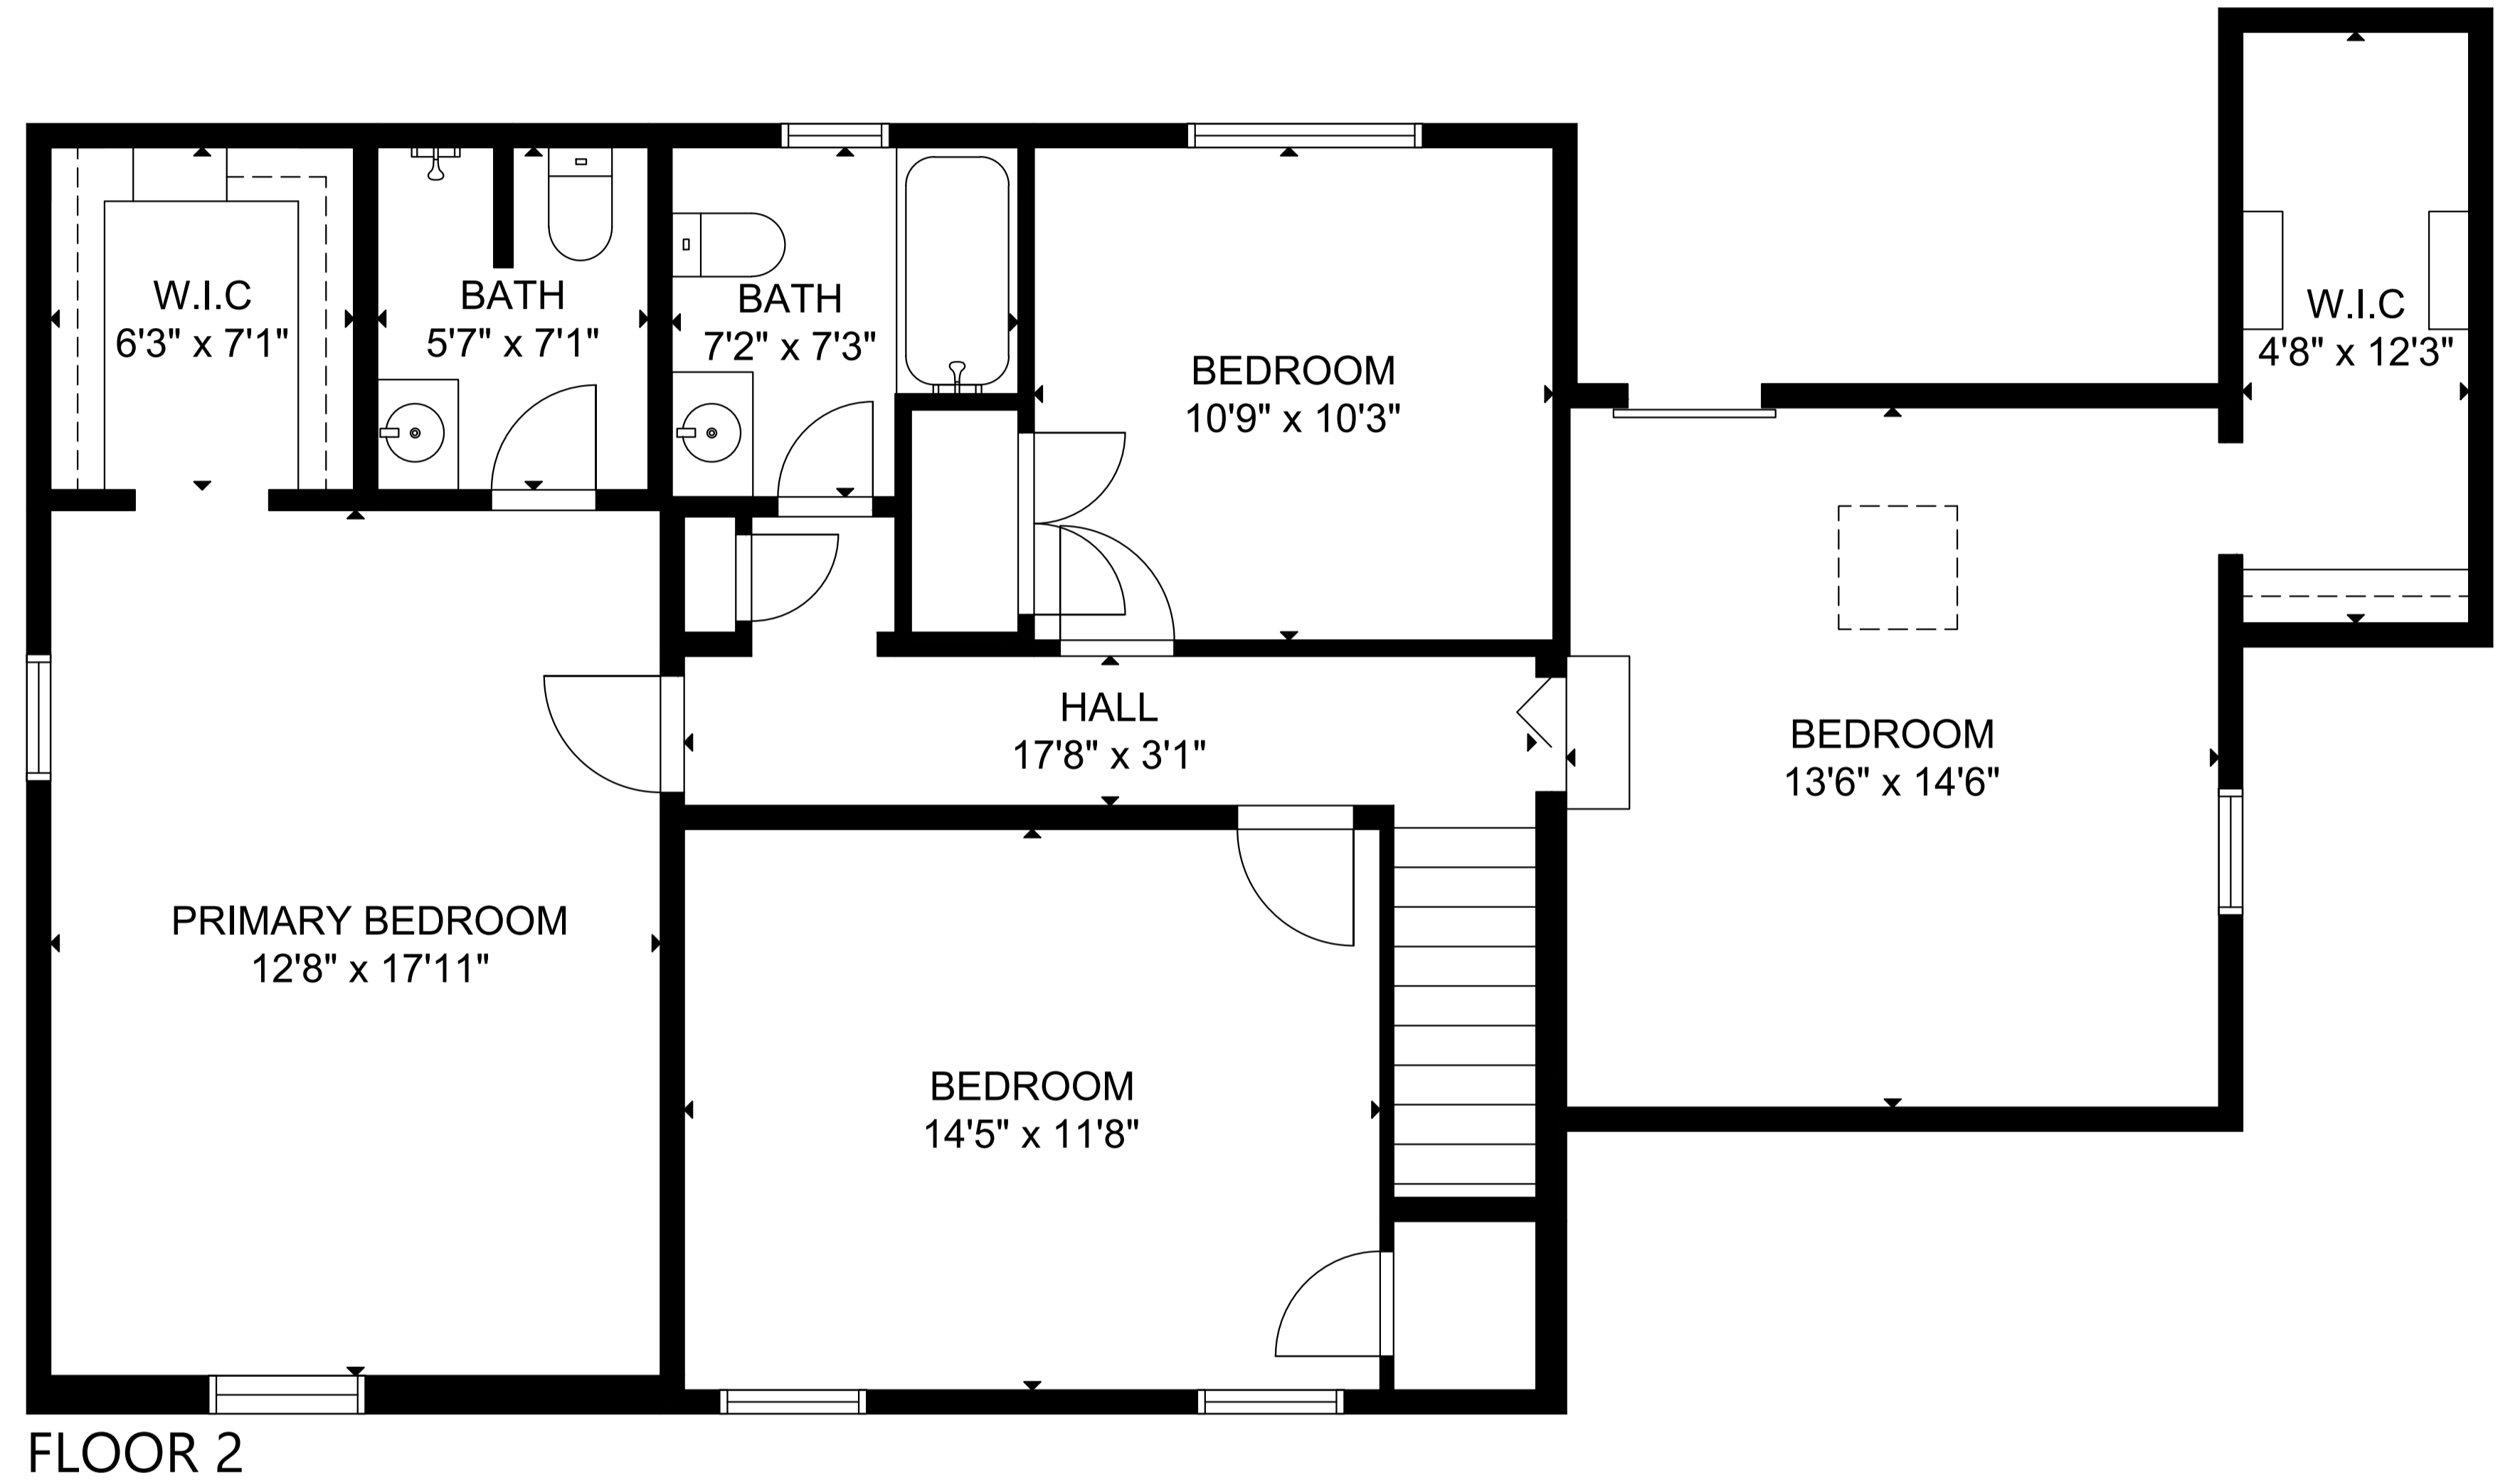 W.I.C
6'3" x 7'1"
BATH
5'7" x 7'1"
BATH
7'2" x 7'3"
BEDROOM
10'9" x 10'3"
W.I.C
4'8" x 12'3"
HALL
17'8" x 3'1"
BEDROOM
13'6" x 14'6"
PRIMARY BEDROOM
12'8" x 17'11"
BEDROOM
14'5" x 11'8"
FLOOR 2